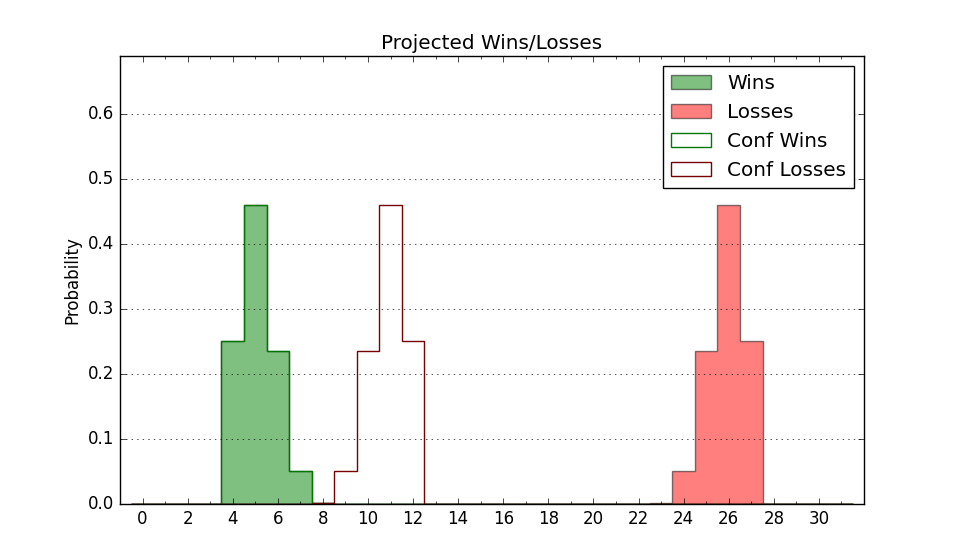 Projected Wins/Losses
Wins
Losses
Conf Wins
Conf Losses
Probability
0.6
0.5
0.4
0.3
0.2
0.1
0.0
0 2 4 6 8 10 12 14 16 18 20 22 24 26 28 30